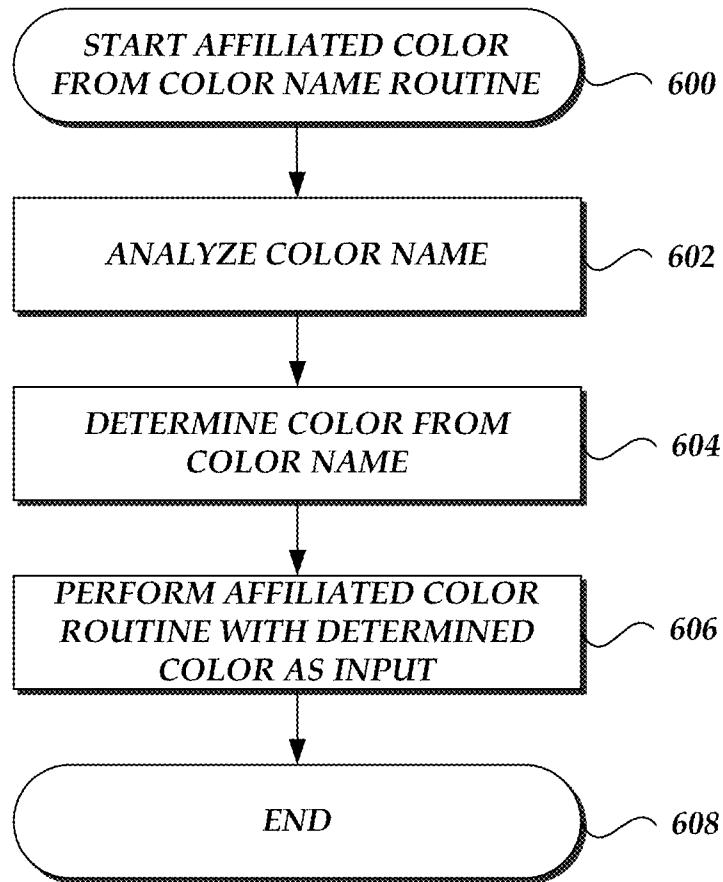 START AFFILIATED COLOR
FROM COLOR NAME ROUTINE
600
ANALYZE COLOR NAME
602
DETERMINE COLOR FROM
COLOR NAME
604
PERFORM AFFILIATED COLOR
ROUTINE WITH DETERMINED
COLOR AS INPUT
606
END
608